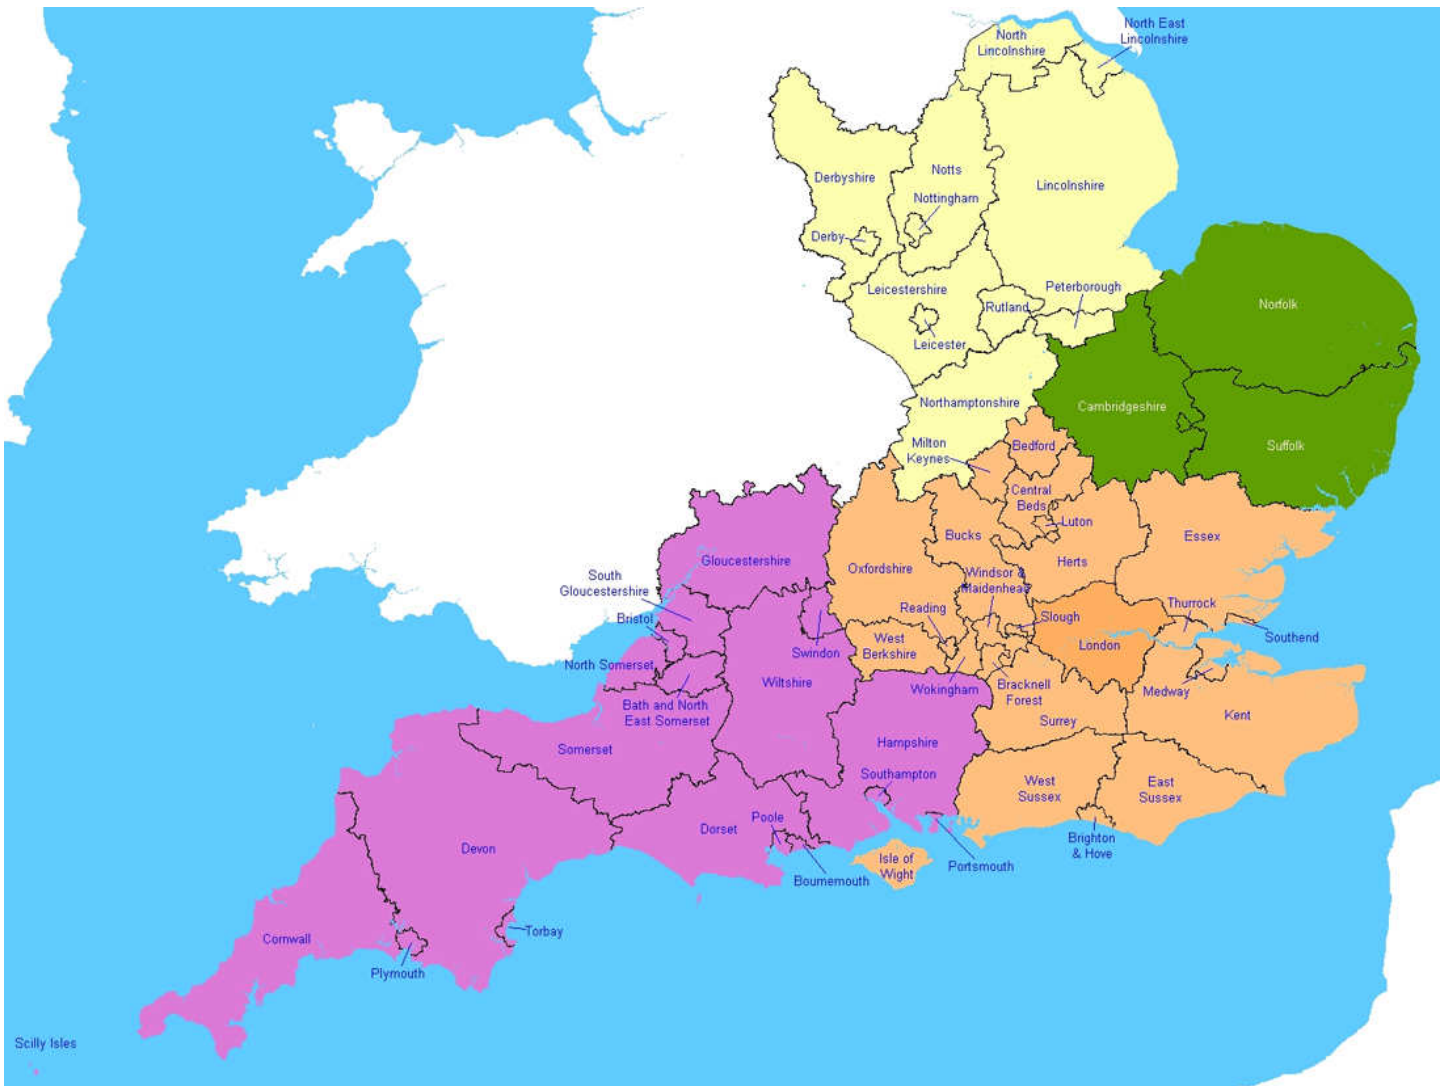 North East
Lincolnshire
North
Lincolnshire
Derbyshire
Notts
Lincolnshire
Nottingham
Derby
Leicestershire
Peterborough
Rutland
Norfolk
Leicester
Northamptonshire
Cambridgeshire
Milton
Keynes
Bedford
Suffolk
Central
Beds
Luton
Bucks
Essex
Gloucestershire
Oxfordshire
Herts
South
Gloucestershire
Windsor &
Maidenhead
Reading
Slough
Thurrock
Bristol
Southend
West
Berkshire
London
Swindon
North Somerset
Wiltshire
Wokingham
Bracknell
Forest
Medway
Bath and North
East Somerset
Surrey
Kent
Somerset
Hampshire
Southampton
West
Sussex
East
Sussex
Poole
Dorset
Brighton
& Hove
Devon
Isle of
Wight
Portsmouth
Bournemouth
Torbay
Cornwall
Plymouth
Scilly Isles